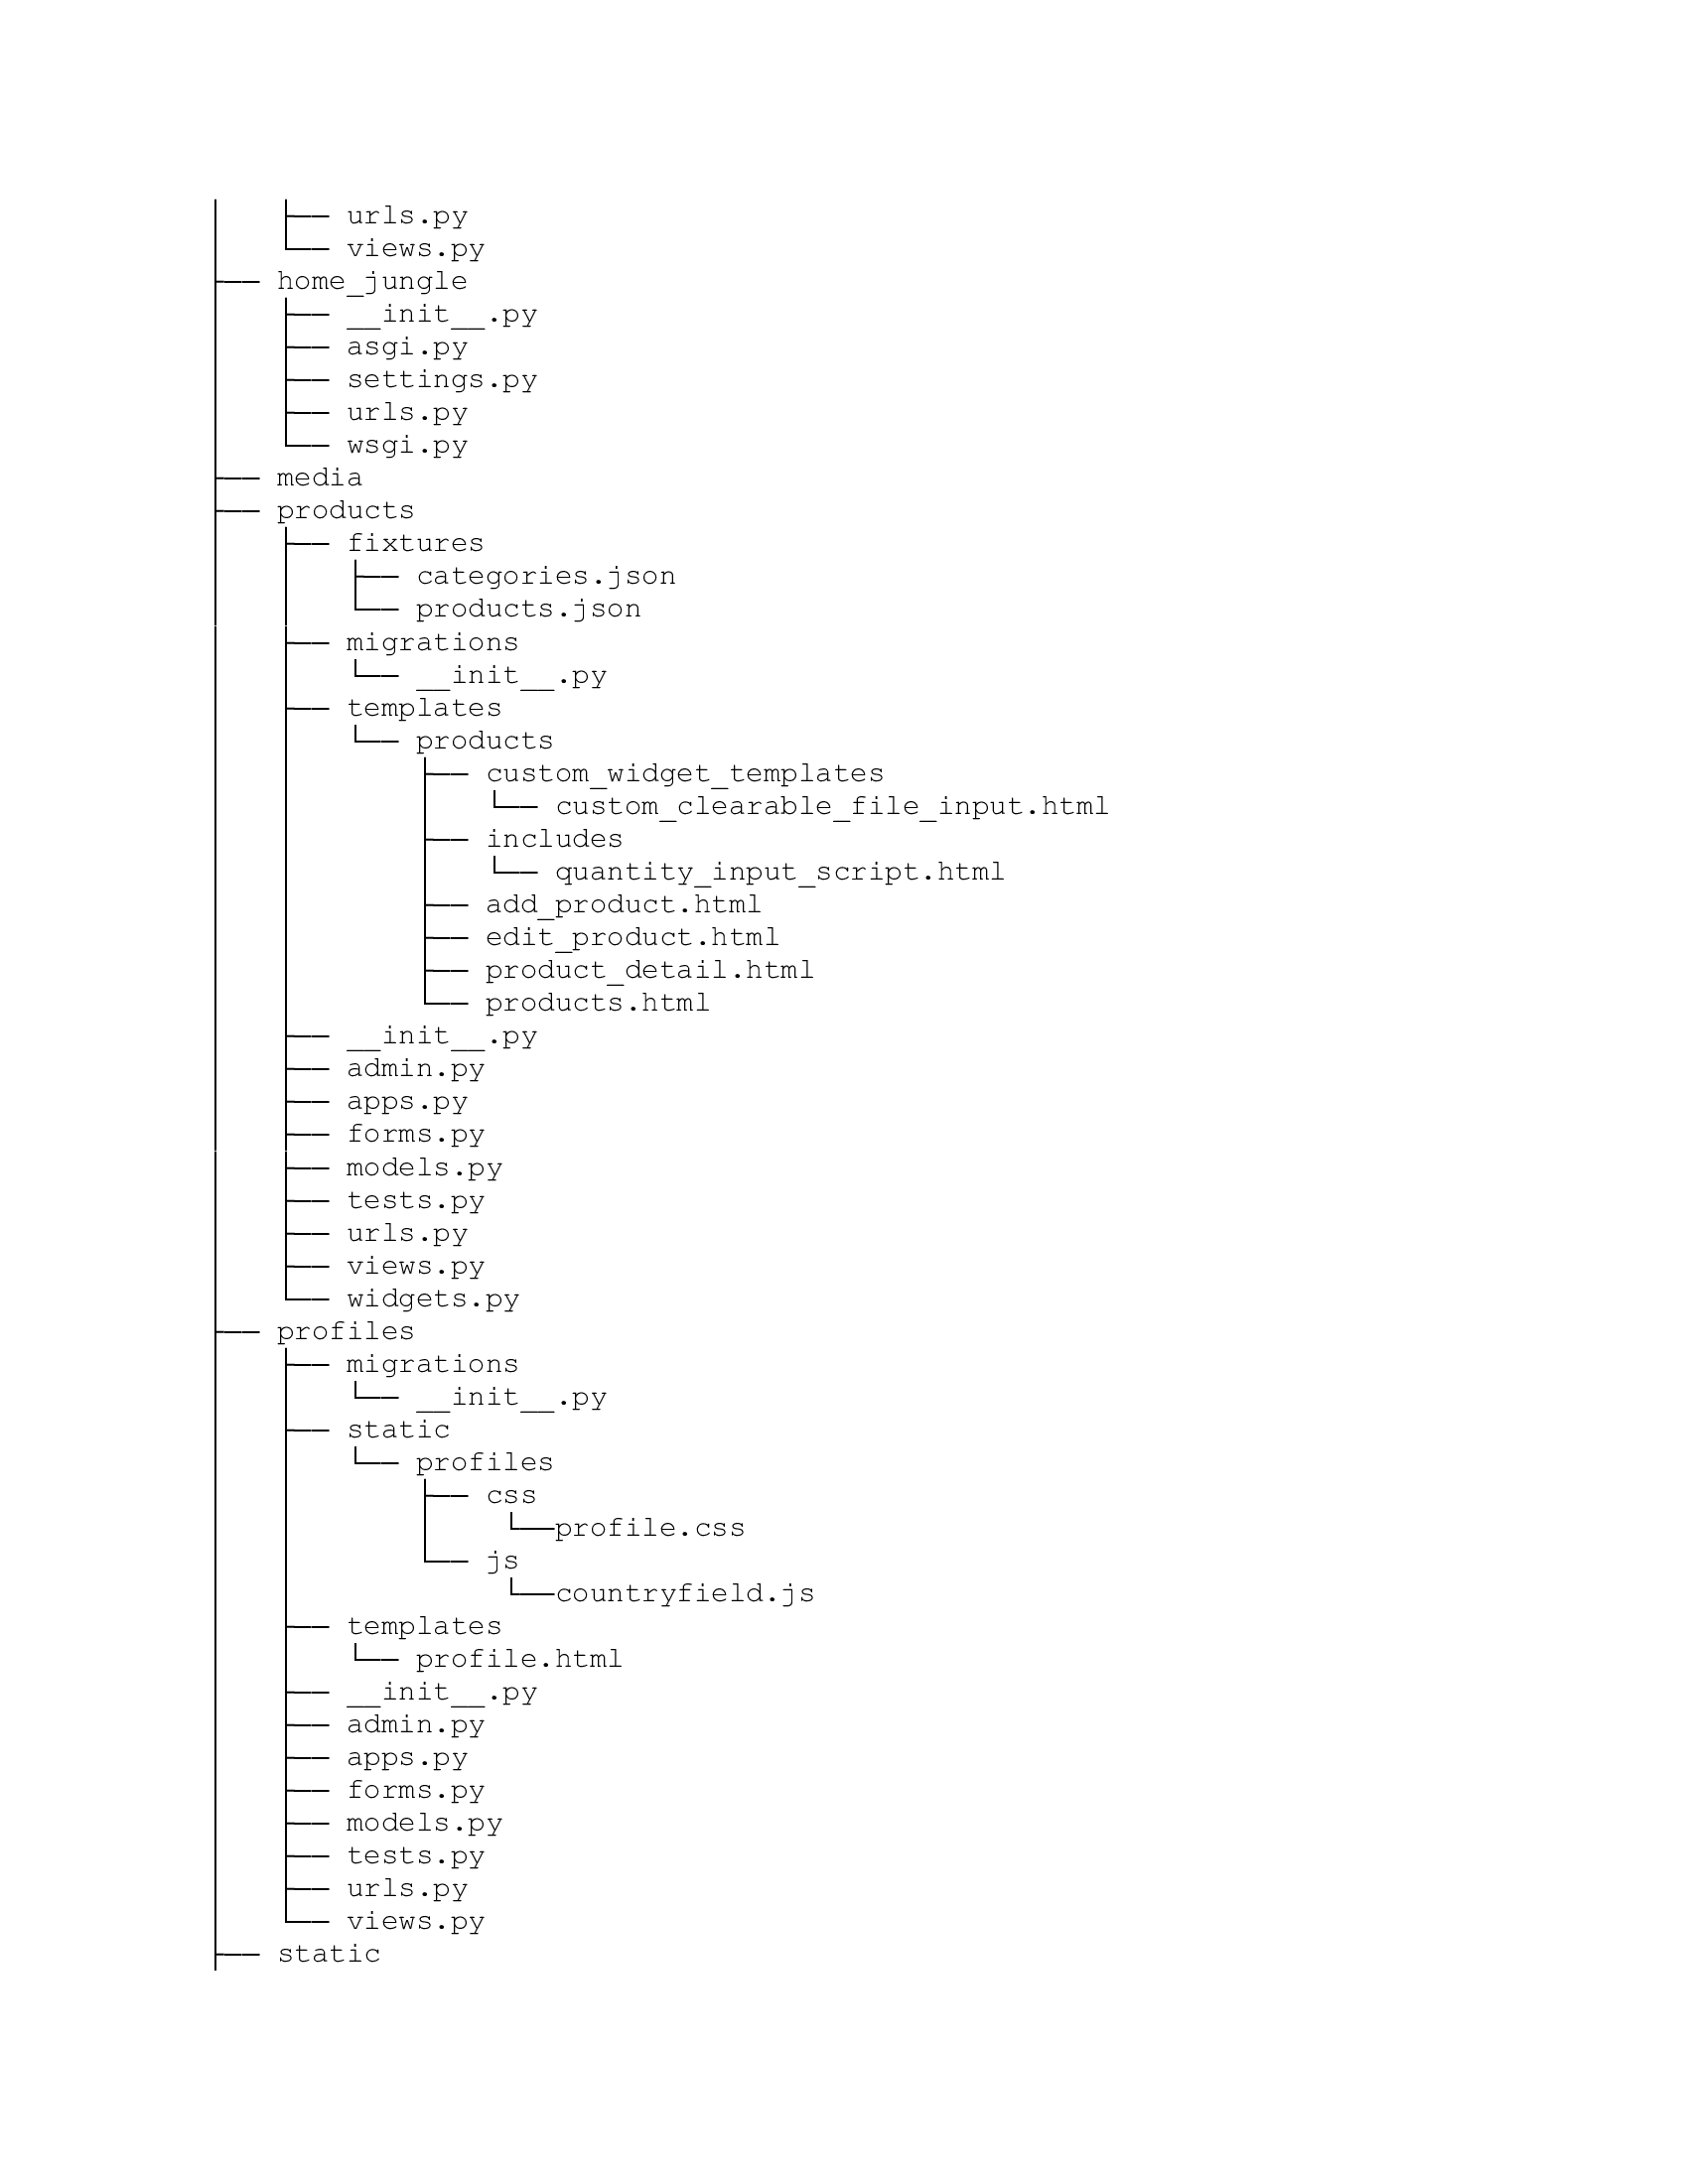 │   ├── urls.py
│   └── views.py
├── home_jungle
│   ├── __init__.py
│   ├── asgi.py
│   ├── settings.py
│   ├── urls.py
│   └── wsgi.py
├── media
├── products
│   ├── fixtures
│   │   ├── categories.json
│   │   └── products.json
│   ├── migrations
│   │   └── __init__.py
│   ├── templates
│   │   └── products
│   │       ├── custom_widget_templates
│   │       │   └── custom_clearable_file_input.html
│   │       ├── includes
│   │       │   └── quantity_input_script.html
│   │       ├── add_product.html
│   │       ├── edit_product.html
│   │       ├── product_detail.html
│   │       └── products.html
│   ├── __init__.py
│   ├── admin.py
│   ├── apps.py
│   ├── forms.py
│   ├── models.py
│   ├── tests.py
│   ├── urls.py
│   ├── views.py
│   └── widgets.py
├── profiles
│   ├── migrations
│   │   └── __init__.py
│   ├── static
│   │   └── profiles
│   │       ├── css
│   │       │    └──profile.css
│   │       └── js
│   │            └──countryfield.js
│   ├── templates
│   │   └── profile.html
│   ├── __init__.py
│   ├── admin.py
│   ├── apps.py
│   ├── forms.py
│   ├── models.py
│   ├── tests.py
│   ├── urls.py
│   └── views.py
├── static